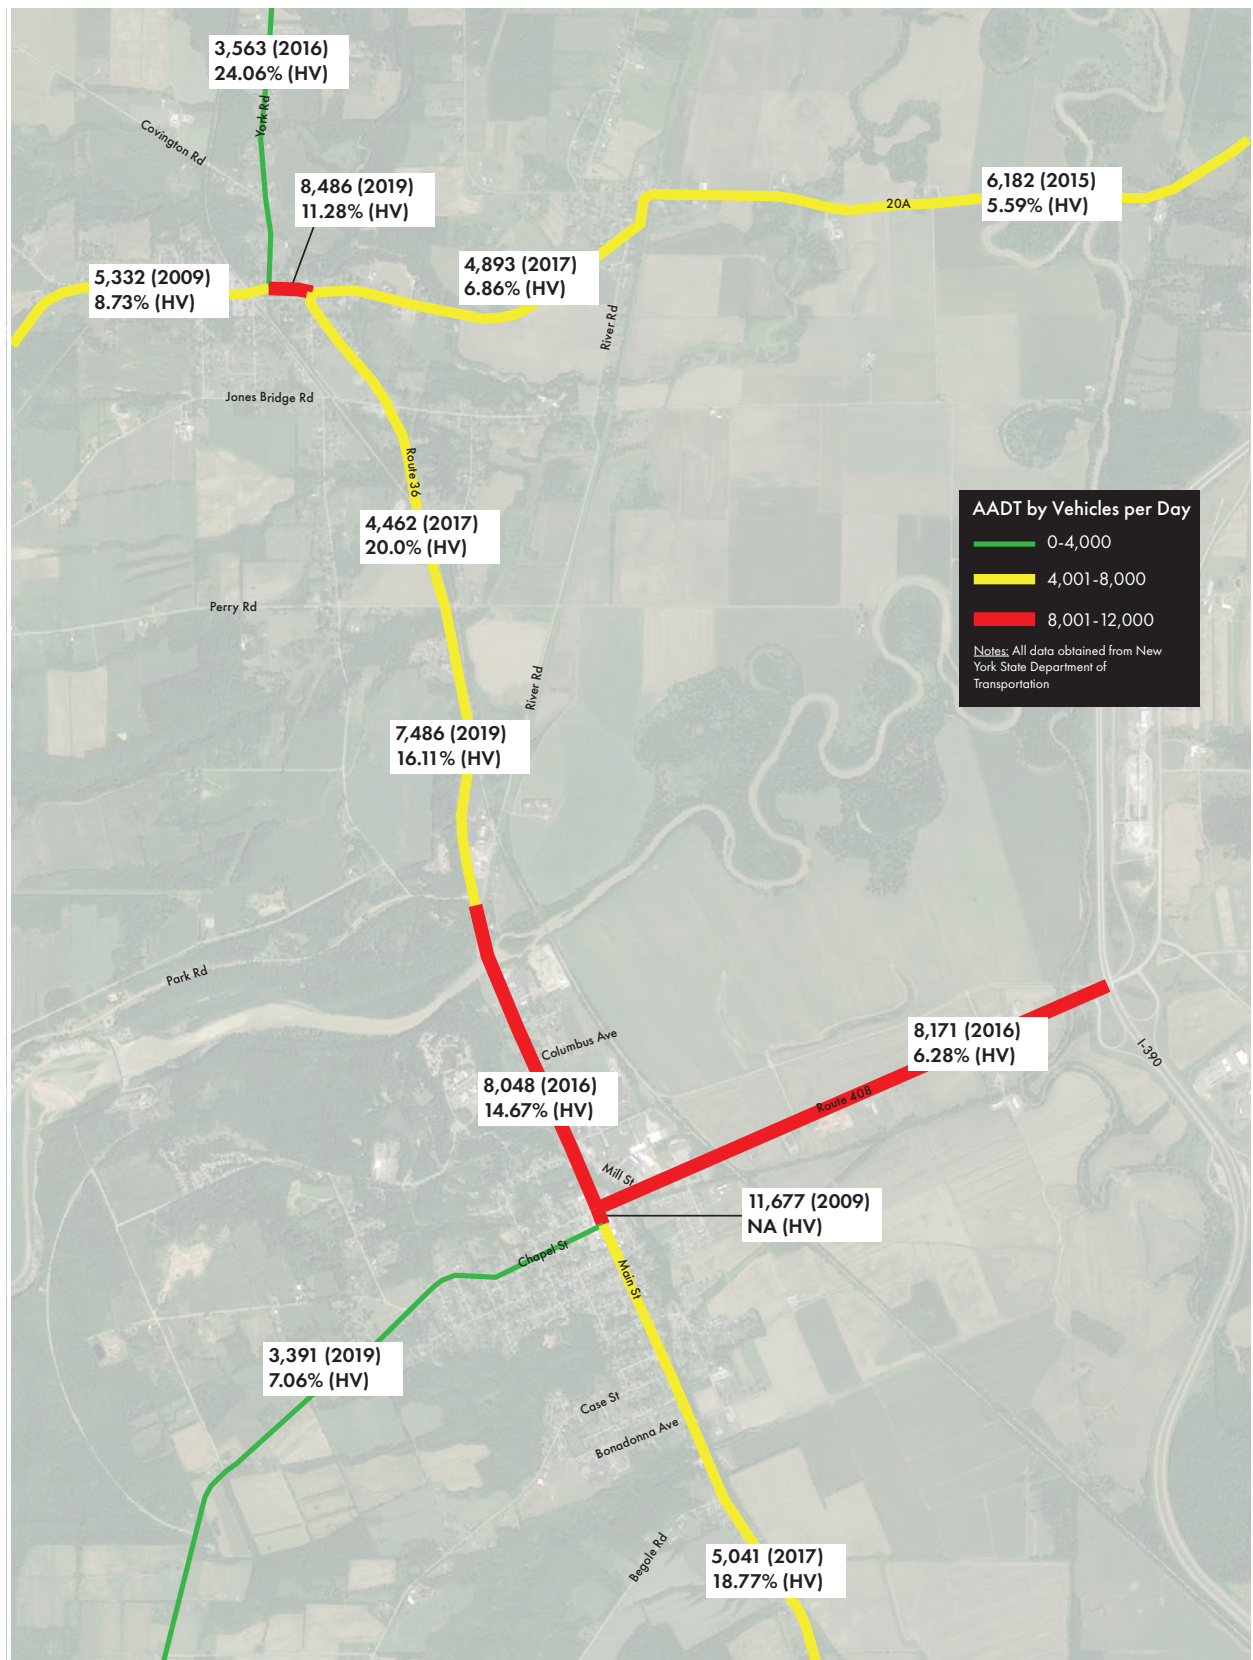 3,563 (2016)
24.06% (HV)
York Rd
Covington Rd
8,486 (2019)
11.28% (HV)
6,182 (2015)
5.59% (HV)
20A
5,332 (2009)
8.73% (HV)
4,893 (2017)
6.86% (HV)
River Rd
Jones Bridge Rd
Route 36
4,462 (2017)
20.0% (HV)
AADT by Vehicles per Day
0-4,000
4,001-8,000
8,001-12,000
Notes: All data obtained from New
York State Department of
Transportation
Perry Rd
River Rd
7,486 (2019)
16.11% (HV)
Park Rd
Columbus Ave
8,171 (2016)
6.28% (HV)
I-390
8,048 (2016)
14.67% (HV)
Route 408
Mill St
11,677 (2009)
NA (HV)
Chapel St
Main St
3,391 (2019)
7.06% (HV)
Case St
Bonadonna Ave
Begole Rd
5,041 (2017)
18.77% (HV)